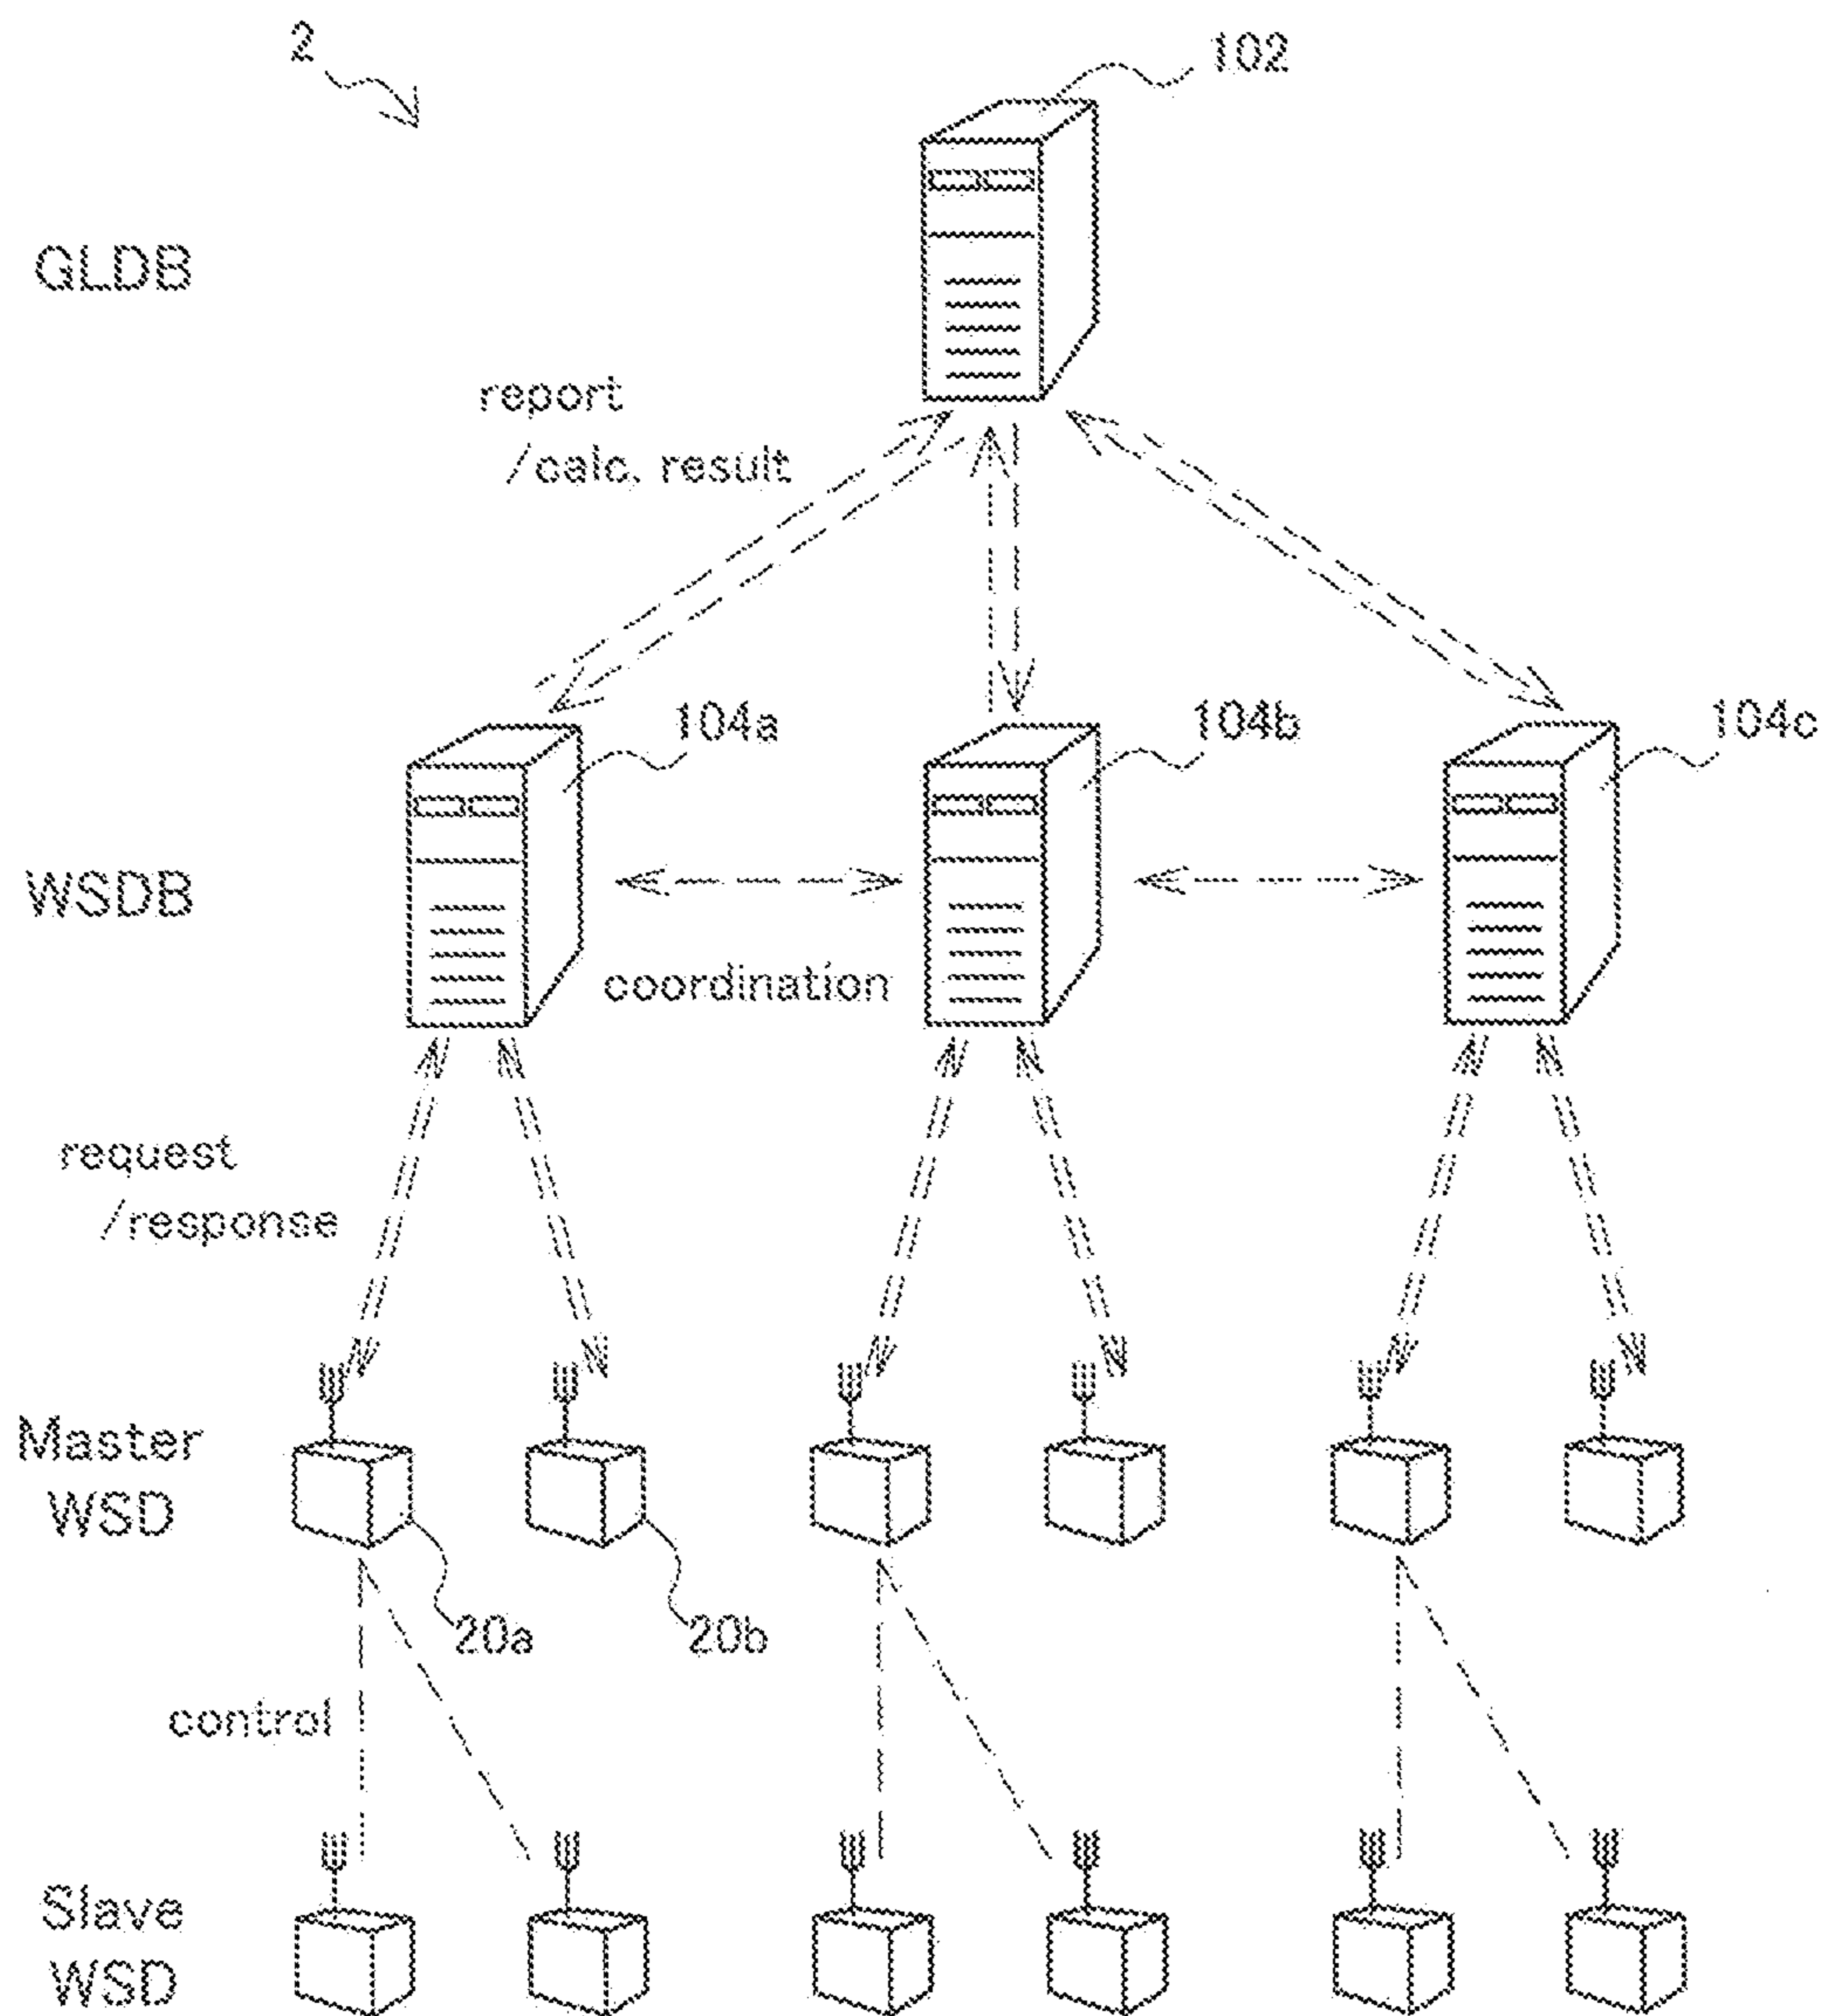 2
102
GLDB
report
/calc. result
104a
104b
104c
WSDB
coordination
request
/response
Master
WSD
20a
20b
control
Slave
WSD